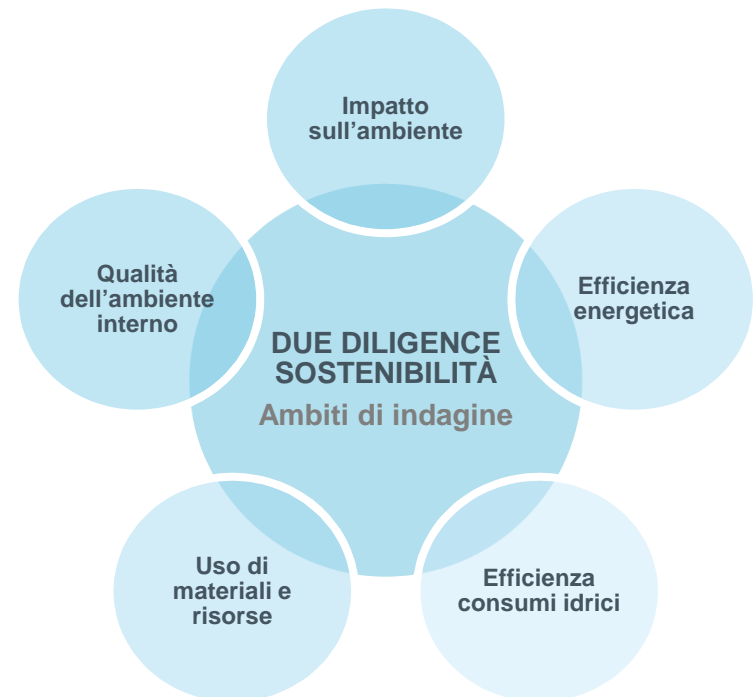 Impatto
sull'ambiente
Qualità
dell'ambiente
interno
Efficienza
energetica
DUE DILIGENCE
SOSTENIBILITÀ
Ambiti di indagine
Uso di
materiali e
risorse
Efficienza
consumi idrici